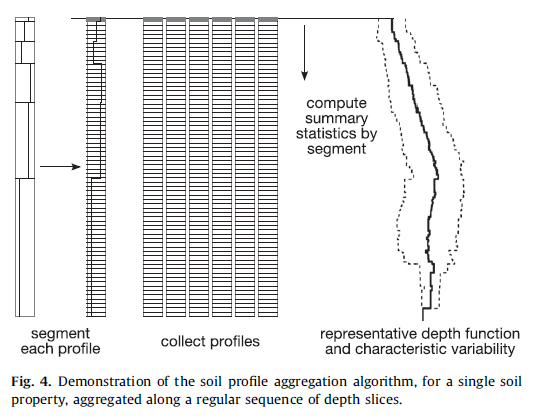 compute
summary
statistics by
segment
segment
each profile
collect profiles
representative depth function
and characteristic variability
Fig. 4. Demonstration of the soil profile aggregation algorithm, for a single soil
property, aggregated along a regular sequence of depth slices.